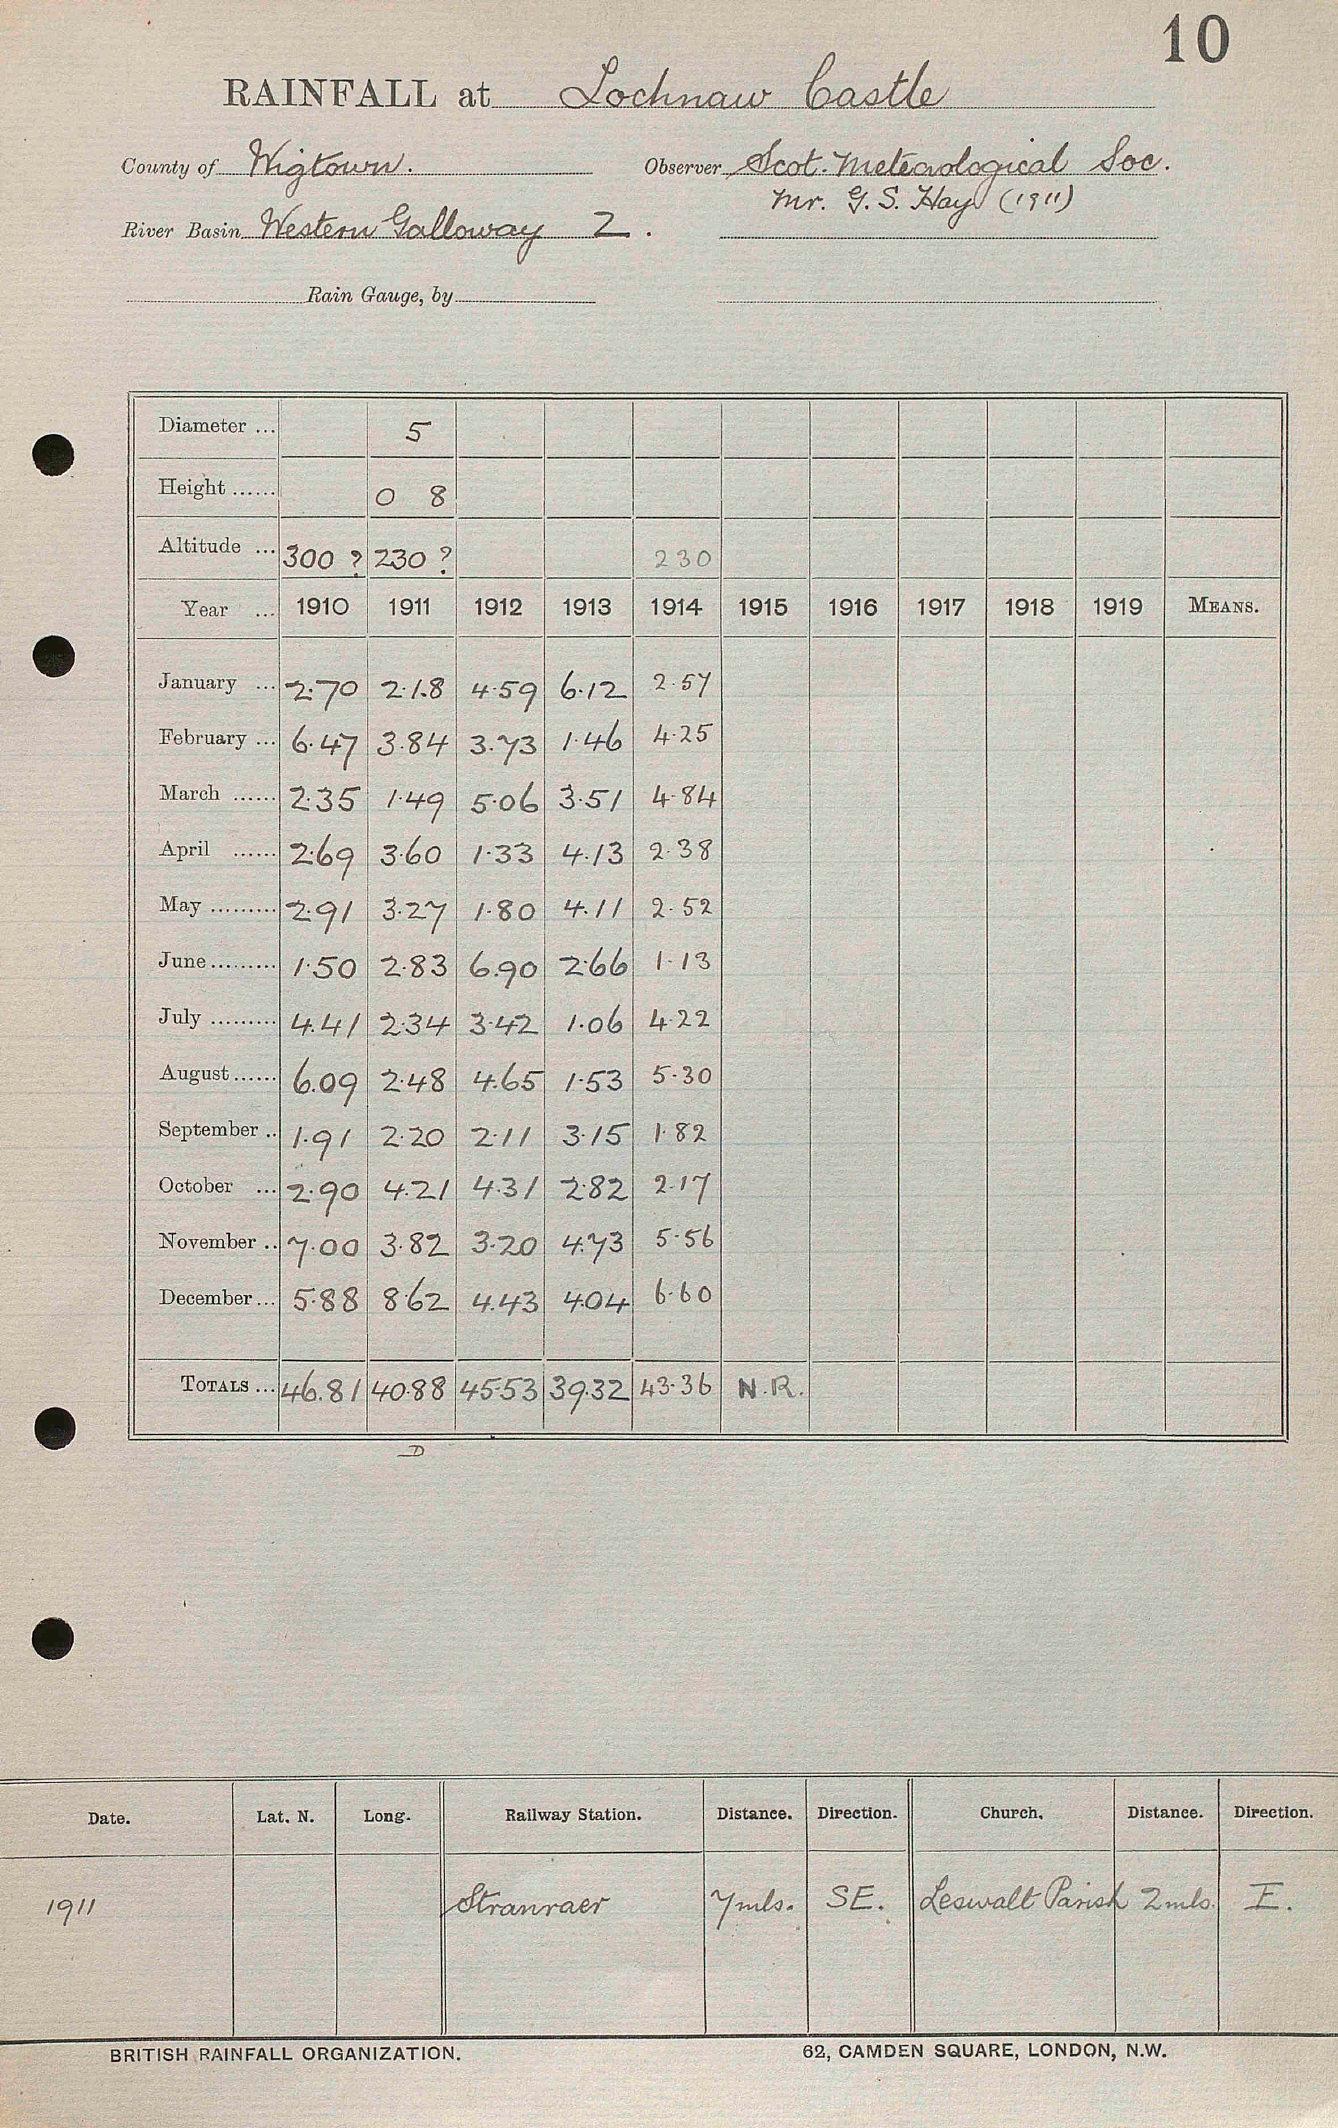 10
RAINFALL at Lochnaw Castle
County of Wigtown. Observer Scot. Meteorological Soc.
Mr. G. S. Hay (1911)
River Basin Western Galloway 2.
Rain Gauge, by
Diameter ... 5
Height ...... 0 8
Altitude ... 300 ? 230 ? 230
Year ... 1910 1911 1912 1913 1914 1915 1916 1917 1918 1919 MEANS.
January ... 2.70 2.18 4.59 6.12 2.57
February ... 6.47 3.84 3.73 1.46 4.25
March ...... 2.35 1.49 5.06 3.51 4.84
April ...... 2.69 3.60 1.33 4.13 2.38
May ......... 2.91 3.27 1.80 4.11 2.52
June ......... 1.50 2.83 6.90 2.66 1.13
July ......... 4.41 2.34 3.42 1.06 4.22
August ...... 6.09 2.48 4.65 1.53 5.30
September .. 1.91 2.20 2.11 3.15 1.82
October ... 2.90 4.21 4.31 2.82 2.17
November .. 7.00 3.82 3.20 4.73 5.56
December ... 5.88 8.62 4.43 4.04 6.60
TOTALS ... 46.81 40.88 45.53 39.32 43.36 N.R.
D
Date. Lat. N. Long. Railway Station. Distance. Direction. Church. Distance. Direction.
1911 Stranraer 7 mls. SE. Leswalt Parish 2 mls. E.
BRITISH RAINFALL ORGANIZATION. 62, CAMDEN SQUARE, LONDON, N.W.